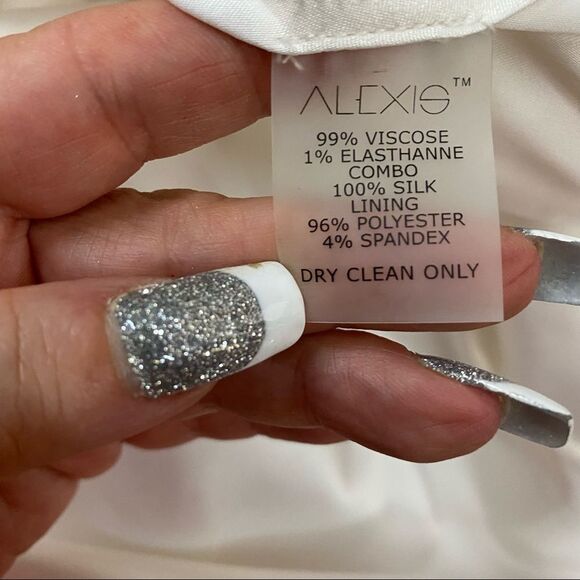 ALEXIS™
99% VISCOSE
1% ELASTHANNE
COMBO
100% SILK
LINING
96% POLYESTER
4% SPANDEX
DRY CLEAN ONLY